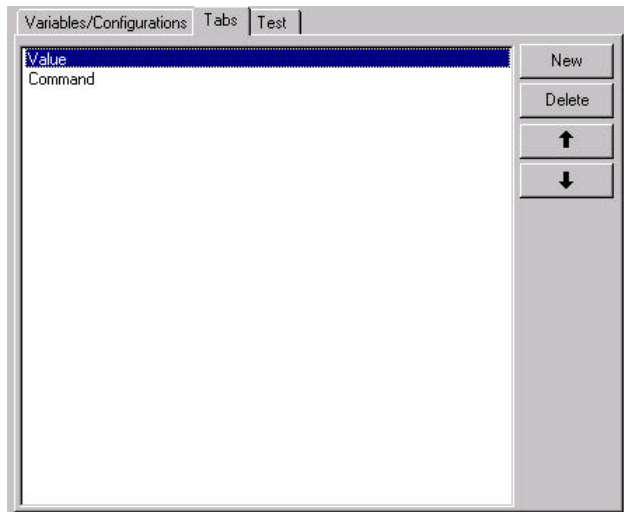 Variables/Configurations Tabs Test
Value
Command
New
Delete